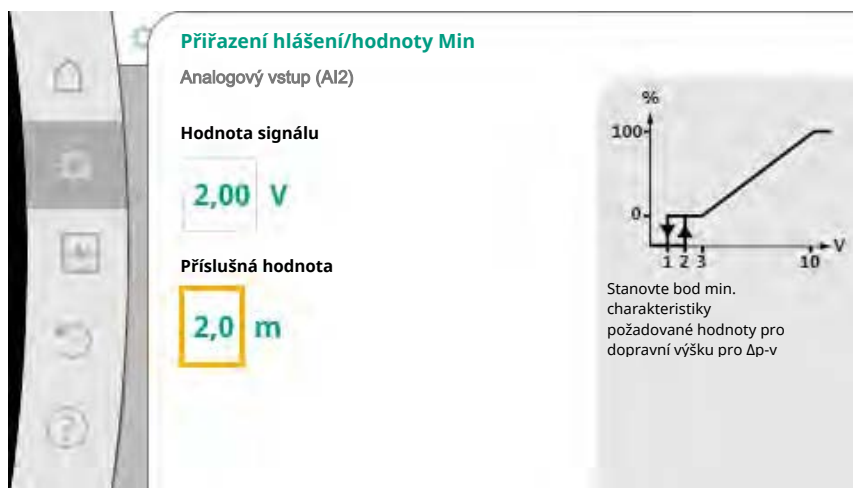 Přiřazení hlášení/hodnoty Min
Analogový vstup (AI2)
Hodnota signálu
2,00 V
Příslušná hodnota
2,0 m
%
100
0
1 2 3 10 V
Stanovte bod min.
charakteristiky
požadované hodnoty pro
dopravní výšku pro Δp-v
?